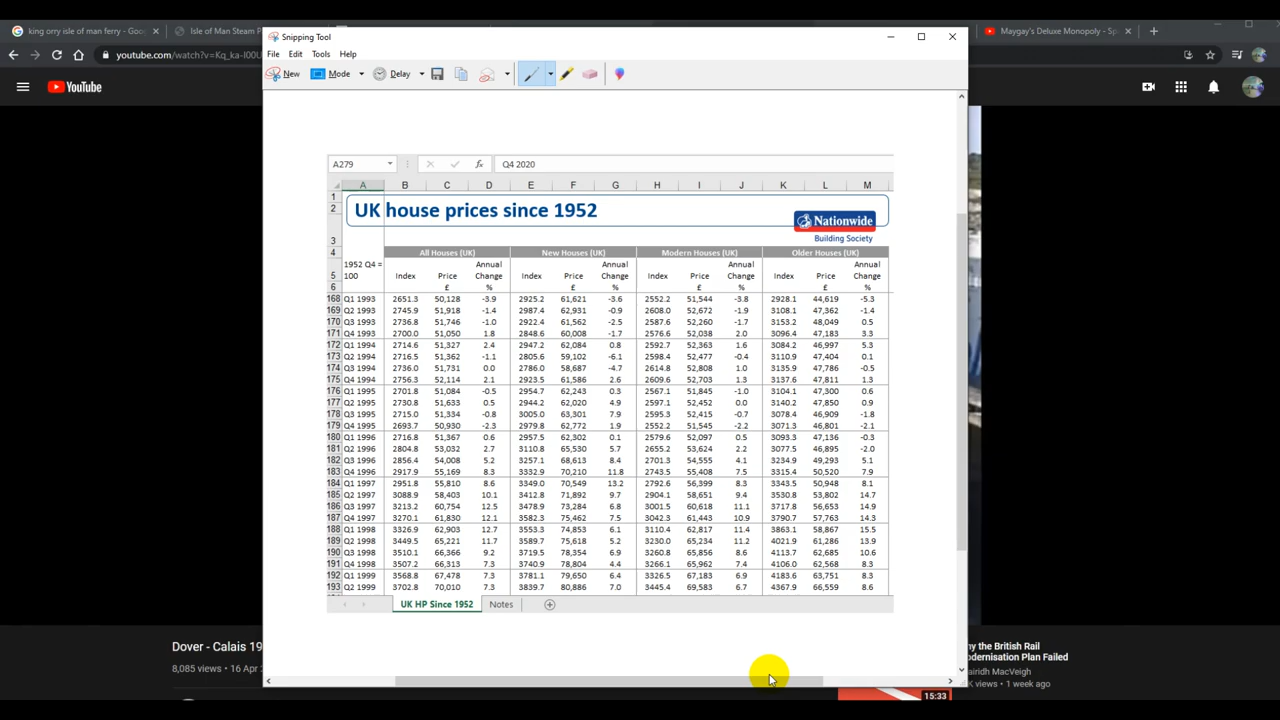 king orry isle of man ferry - Goo
Isle of Man Steam P
Maygay's Deluxe Monopoly - Sp
youtube.com/watch?v=Kq_ka-I00U
YouTube
Snipping Tool
File Edit Tools Help
New Mode Delay
A279 fx Q4 2020
A B C D E F G H I J K L M
1
2 UK house prices since 1952 Nationwide
3 Building Society
4 All Houses (UK) New Houses (UK) Modern Houses (UK) Older Houses (UK)
1952 Q4 = Annual Annual Annual Annual
5 100 Index Price Change Index Price Change Index Price Change Index Price Change
6 £ % £ % £ % £ %
168 Q1 1993 2651.3 50,128 -3.9 2925.2 61,621 -3.6 2552.2 51,544 -3.8 2928.1 44,619 -5.3
169 Q2 1993 2745.9 51,918 -1.4 2987.4 62,931 -0.9 2608.0 52,672 -1.9 3108.1 47,362 -1.4
170 Q3 1993 2736.8 51,746 -1.0 2922.4 61,562 -2.5 2587.6 52,260 -1.7 3153.2 48,049 0.5
171 Q4 1993 2700.0 51,050 1.8 2848.6 60,008 -1.7 2576.6 52,038 2.0 3096.4 47,183 3.3
172 Q1 1994 2714.6 51,327 2.4 2947.2 62,084 0.8 2592.7 52,363 1.6 3084.2 46,997 5.3
173 Q2 1994 2716.5 51,362 -1.1 2805.6 59,102 -6.1 2598.4 52,477 -0.4 3110.9 47,404 0.1
174 Q3 1994 2736.0 51,731 0.0 2786.0 58,687 -4.7 2614.8 52,808 1.0 3135.9 47,786 -0.5
175 Q4 1994 2756.3 52,114 2.1 2923.5 61,586 2.6 2609.6 52,703 1.3 3137.6 47,811 1.3
176 Q1 1995 2701.8 51,084 -0.5 2954.7 62,243 0.3 2567.1 51,845 -1.0 3104.1 47,300 0.6
177 Q2 1995 2730.8 51,633 0.5 2944.2 62,020 4.9 2597.1 52,452 0.0 3140.2 47,850 0.9
178 Q3 1995 2715.0 51,334 -0.8 3005.0 63,301 7.9 2595.3 52,415 -0.7 3078.4 46,909 -1.8
179 Q4 1995 2693.7 50,930 -2.3 2979.8 62,772 1.9 2552.2 51,545 -2.2 3071.3 46,801 -2.1
180 Q1 1996 2716.8 51,367 0.6 2957.5 62,302 0.1 2579.6 52,097 0.5 3093.3 47,136 -0.3
181 Q2 1996 2804.8 53,032 2.7 3110.8 65,530 5.7 2655.2 53,624 2.2 3077.5 46,895 -2.0
182 Q3 1996 2856.4 54,008 5.2 3257.1 68,613 8.4 2701.3 54,555 4.1 3234.9 49,293 5.1
183 Q4 1996 2917.9 55,169 8.3 3332.9 70,210 11.8 2743.5 55,408 7.5 3315.4 50,520 7.9
184 Q1 1997 2951.8 55,810 8.6 3349.0 70,549 13.2 2792.6 56,399 8.3 3343.5 50,948 8.1
185 Q2 1997 3088.9 58,403 10.1 3412.8 71,892 9.7 2904.1 58,651 9.4 3530.8 53,802 14.7
186 Q3 1997 3213.2 60,754 12.5 3478.9 73,284 6.8 3001.5 60,618 11.1 3717.8 56,653 14.9
187 Q4 1997 3270.1 61,830 12.1 3582.3 75,462 7.5 3042.3 61,443 10.9 3790.7 57,763 14.3
188 Q1 1998 3326.9 62,903 12.7 3553.3 74,853 6.1 3110.4 62,817 11.4 3863.1 58,867 15.5
189 Q2 1998 3449.5 65,221 11.7 3589.7 75,618 5.2 3230.0 65,234 11.2 4021.9 61,286 13.9
190 Q3 1998 3510.1 66,366 9.2 3719.5 78,354 6.9 3260.8 65,856 8.6 4113.7 62,685 10.6
191 Q4 1998 3507.2 66,313 7.3 3740.9 78,804 4.4 3266.1 65,962 7.4 4106.0 62,568 8.3
192 Q1 1999 3568.8 67,478 7.3 3781.1 79,650 6.4 3326.5 67,183 6.9 4183.6 63,751 8.3
193 Q2 1999 3702.8 70,010 7.3 3839.7 80,886 7.0 3445.4 69,583 6.7 4367.9 66,559 8.6
UK HP Since 1952 Notes
Dover - Calais 19
8,085 views • 16 Apr
hy the British Rail
odernisation Plan Failed
airidh MacVeigh
K views • 1 week ago
15:33